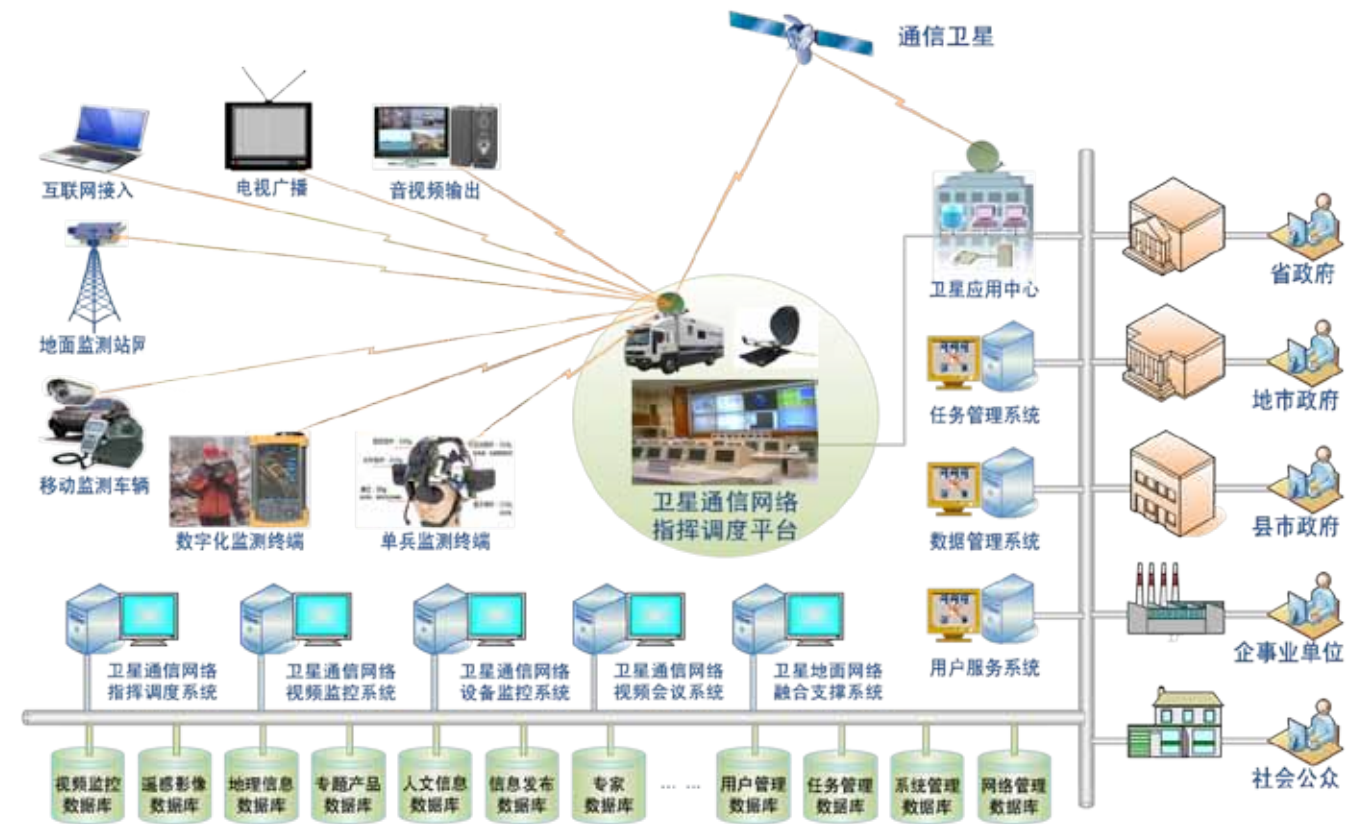 通信卫星
互联网接入
电视广播
音视频输出
地面监测站网
移动监测车辆
数字化监测终端
单兵监测终端
卫星通信网络
指挥调度平台
卫星应用中心
任务管理系统
数据管理系统
用户服务系统
省政府
地市政府
县市政府
企事业单位
社会公众
卫星通信网络
指挥调度系统
卫星通信网络
视频监控系统
卫星通信网络
设备监控系统
卫星通信网络
视频会议系统
卫星地面网络
融合支撑系统
视频监控
数据库
遥感影像
数据库
地理信息
数据库
专题产品
数据库
人文信息
数据库
信息发布
数据库
专家
数据库
... ...
用户管理
数据库
任务管理
数据库
系统管理
数据库
网络管理
数据库